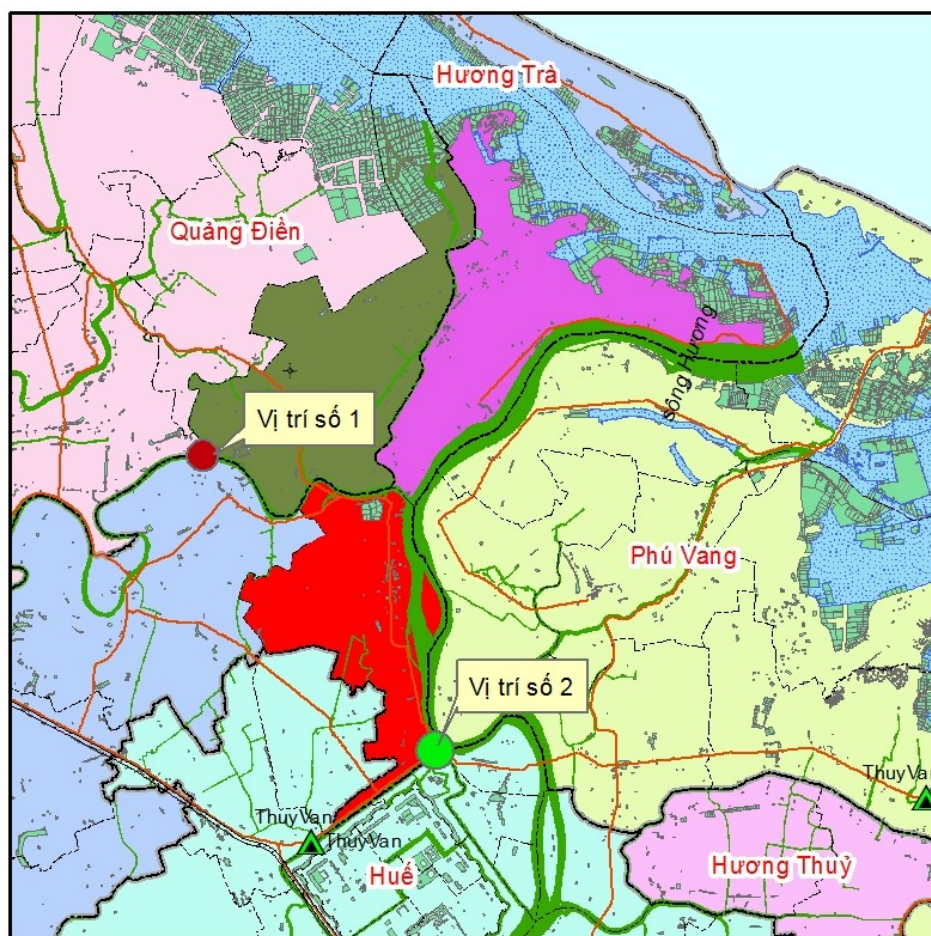 Hương Trà
Quảng Điền
sông Hương
Vị trí số 1
Phú Vang
Vị trí số 2
ThuyVan
ThuyVan
ThuyVan
Hương Thuỷ
Huế